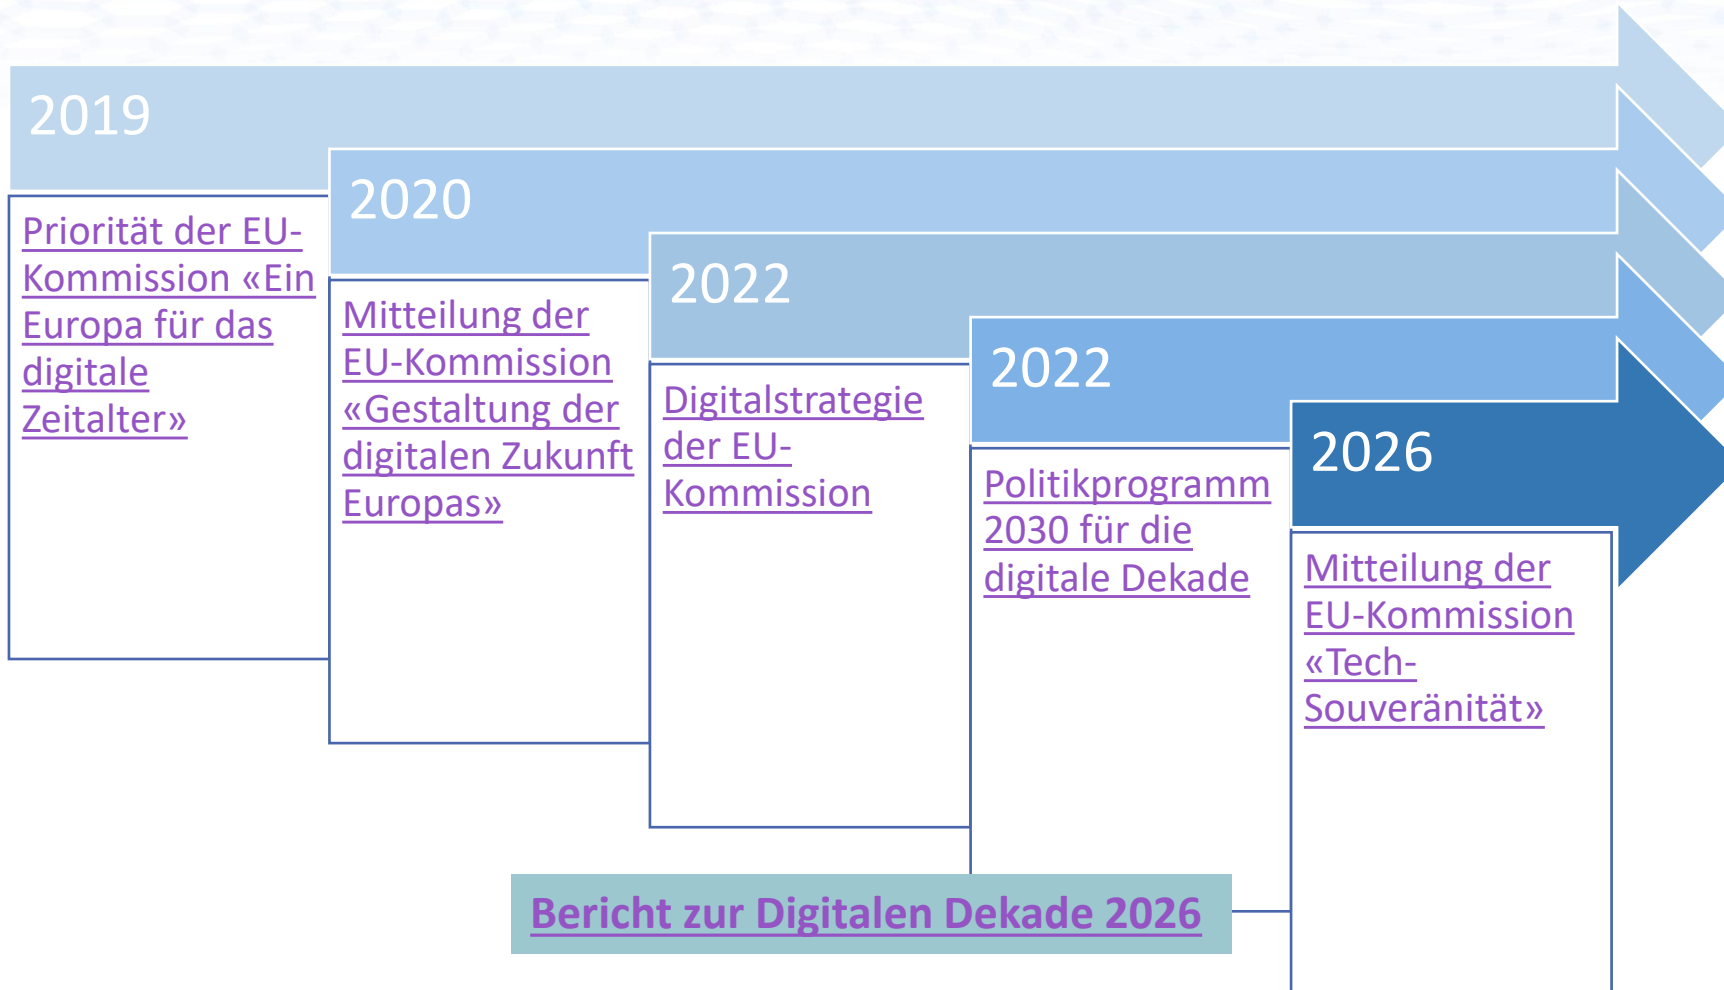 2019
Priorität der EU-
Kommission «Ein
Europa für das
digitale
Zeitalter»
2020
Mitteilung der
EU-Kommission
«Gestaltung der
digitalen Zukunft
Europas»
2022
Digitalstrategie
der EU-
Kommission
2022
Politikprogramm
2030 für die
digitale Dekade
2026
Mitteilung der
EU-Kommission
«Tech-
Souveränität»
Bericht zur Digitalen Dekade 2026